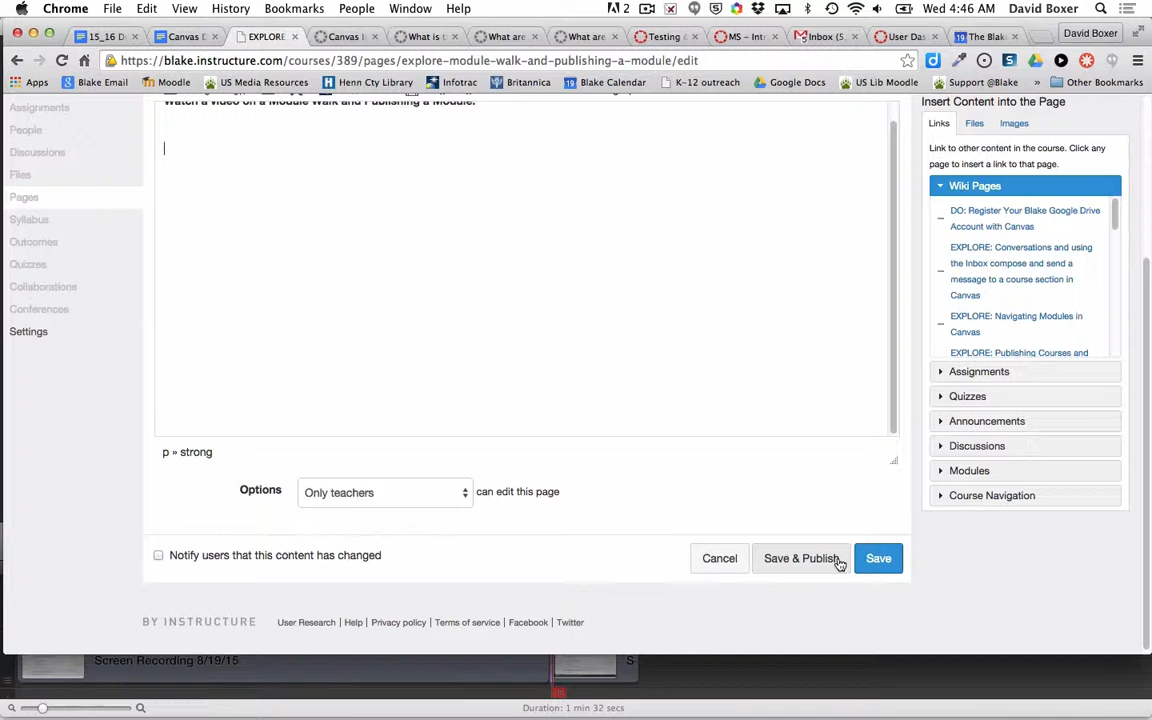 Chrome File Edit View History Bookmarks People Window Help 2 Wed 4:46 AM David Boxer
15_16 D Canvas D EXPLORE Canvas I What is t What are What are Testing & MS – Intr Inbox (5, User Das The Blak David Boxer
https://blake.instructure.com/courses/389/pages/explore-module-walk-and-publishing-a-module/edit
Apps Blake Email Moodle US Media Resources Henn Cty Library Infotrac Britannica Blake Calendar K-12 outreach Google Docs US Lib Moodle Support @Blake » Other Bookmarks
Assignments
People
Discussions
Files
Pages
Syllabus
Outcomes
Quizzes
Collaborations
Conferences
Settings
Watch a video on a Module Walk and Publishing a Module.
p » strong
Options Only teachers can edit this page
Notify users that this content has changed
Cancel Save & Publish Save
Insert Content into the Page
Links Files Images
Link to other content in the course. Click any
page to insert a link to that page.
Wiki Pages
DO: Register Your Blake Google Drive
Account with Canvas
EXPLORE: Conversations and using
the Inbox compose and send a
message to a course section in
Canvas
EXPLORE: Navigating Modules in
Canvas
EXPLORE: Publishing Courses and
Assignments
Quizzes
Announcements
Discussions
Modules
Course Navigation
BY INSTRUCTURE User Research Help Privacy policy Terms of service Facebook Twitter
Screen Recording 8/19/15 S
Duration: 1 min 32 secs